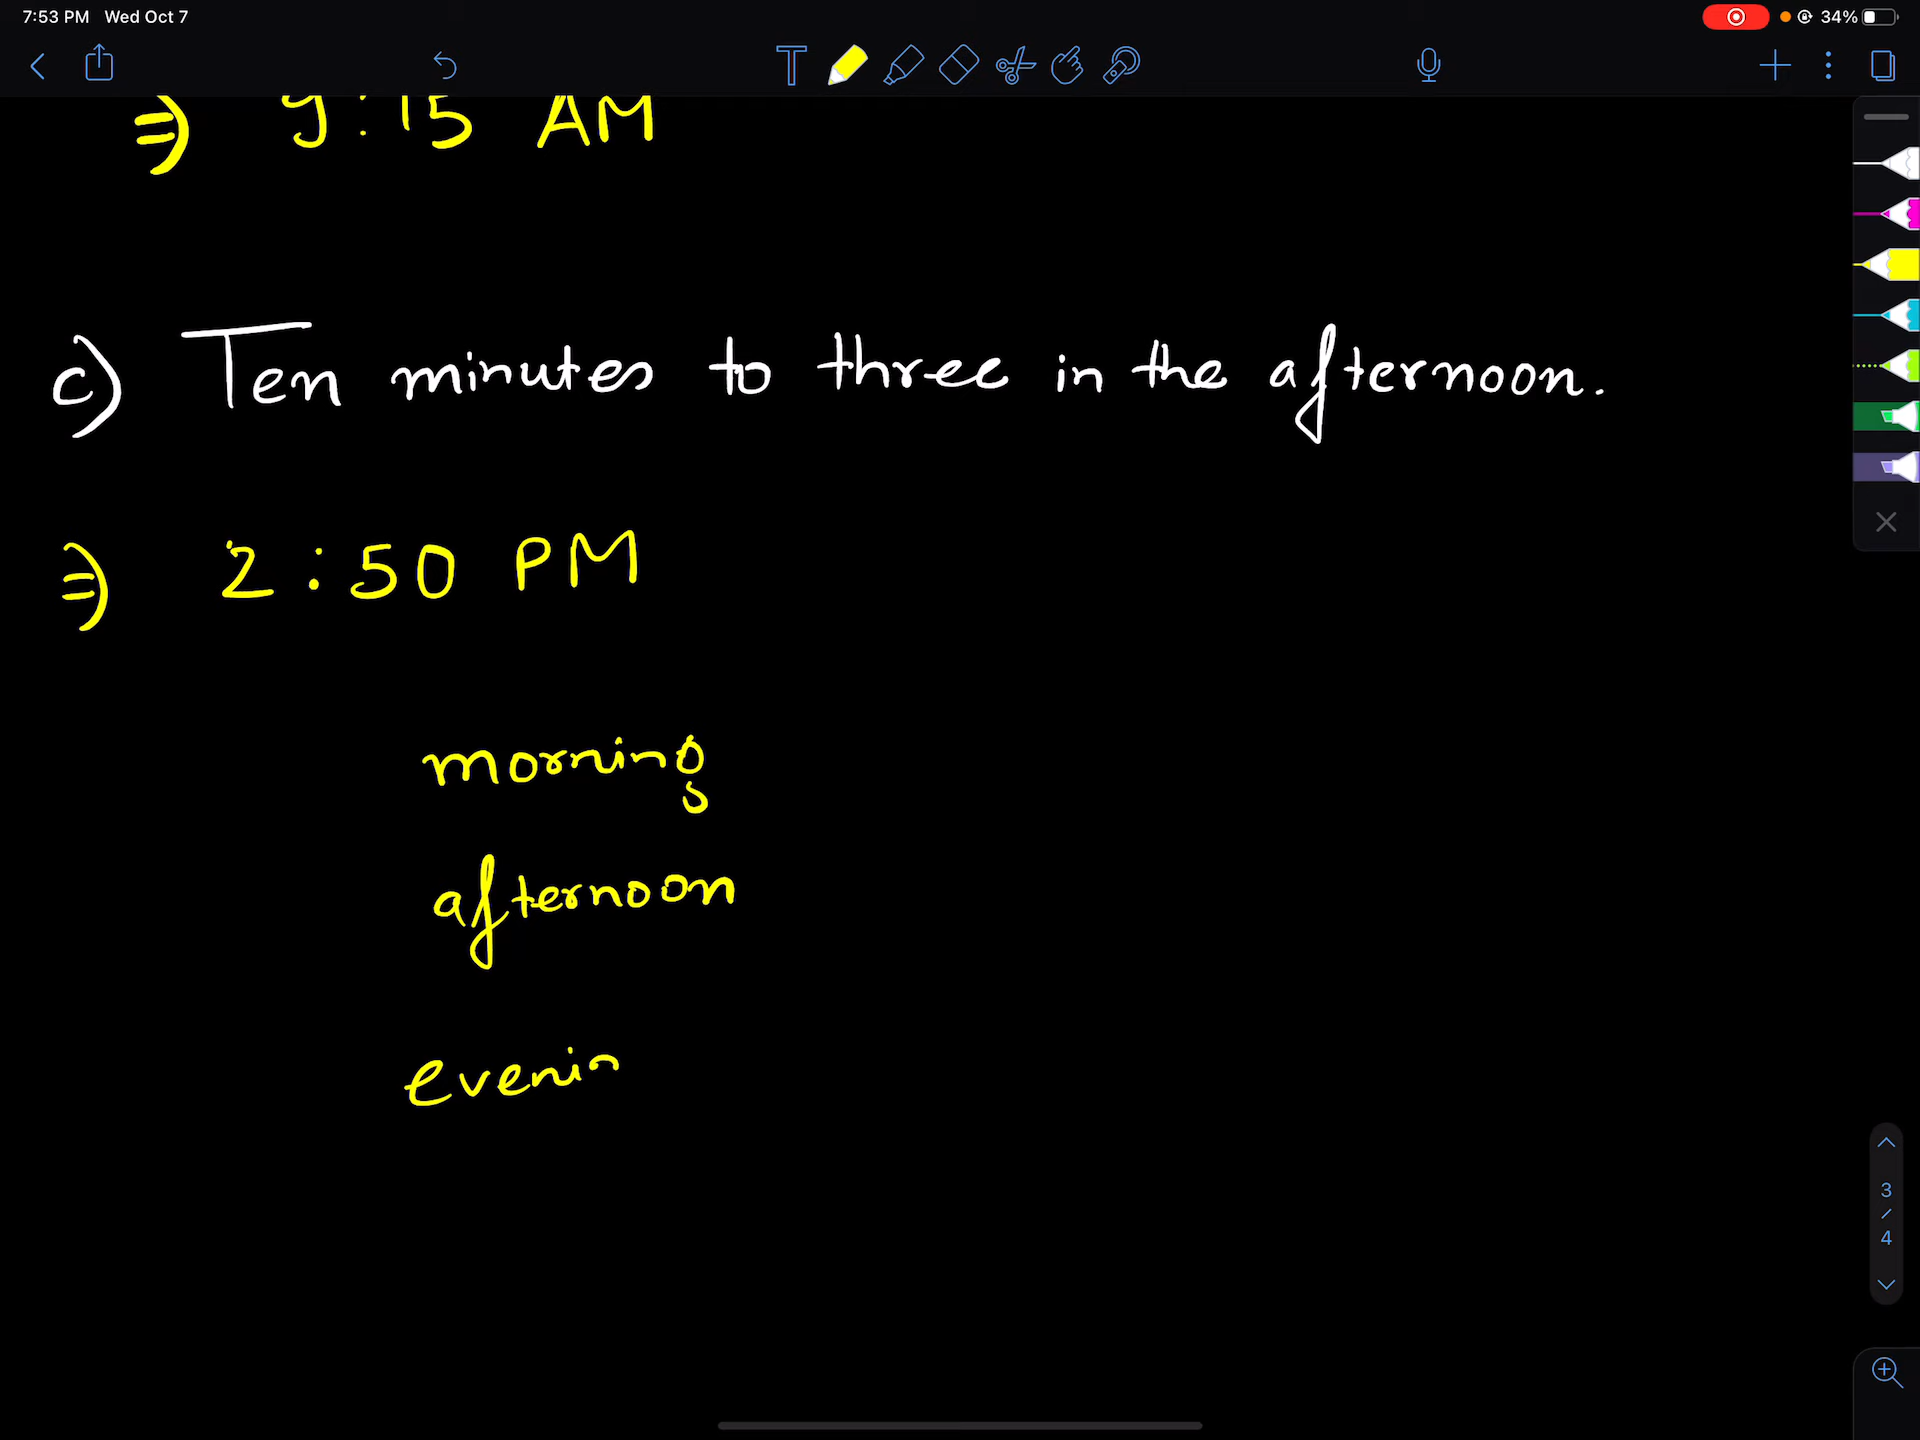 7:53 PM Wed Oct 7 34%
⇒ 9:15 AM
c) Ten minutes to three in the afternoon.
⇒ 2:50 PM
morning
afternoon
evenin
3
/
4